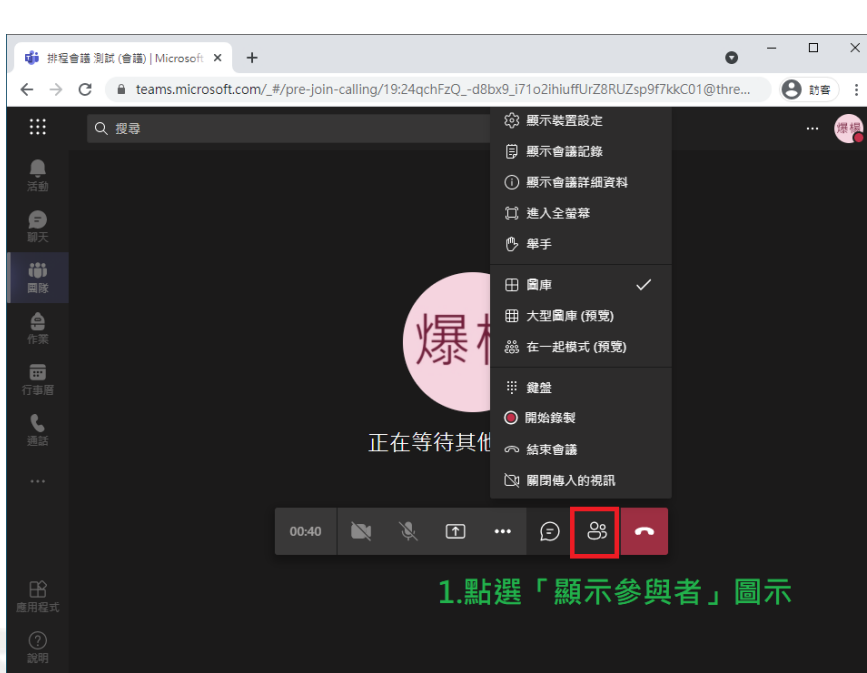 排程會議 測試 (會議) | Microsoft
teams.microsoft.com/_#/pre-join-calling/19:24qchFzQ_-d8bx9_i71o2ihiuffUrZ8RUZsp9f7kkC01@thre...
訪客
搜尋
爆桐
活動
聊天
團隊
作業
行事曆
通話
應用程式
說明
顯示裝置設定
顯示會議記錄
顯示會議詳細資料
進入全螢幕
舉手
圖庫
大型圖庫 (預覽)
在一起模式 (預覽)
鍵盤
開始錄製
結束會議
關閉傳入的視訊
爆
正在等待其他
00:40
1.點選「顯示參與者」圖示